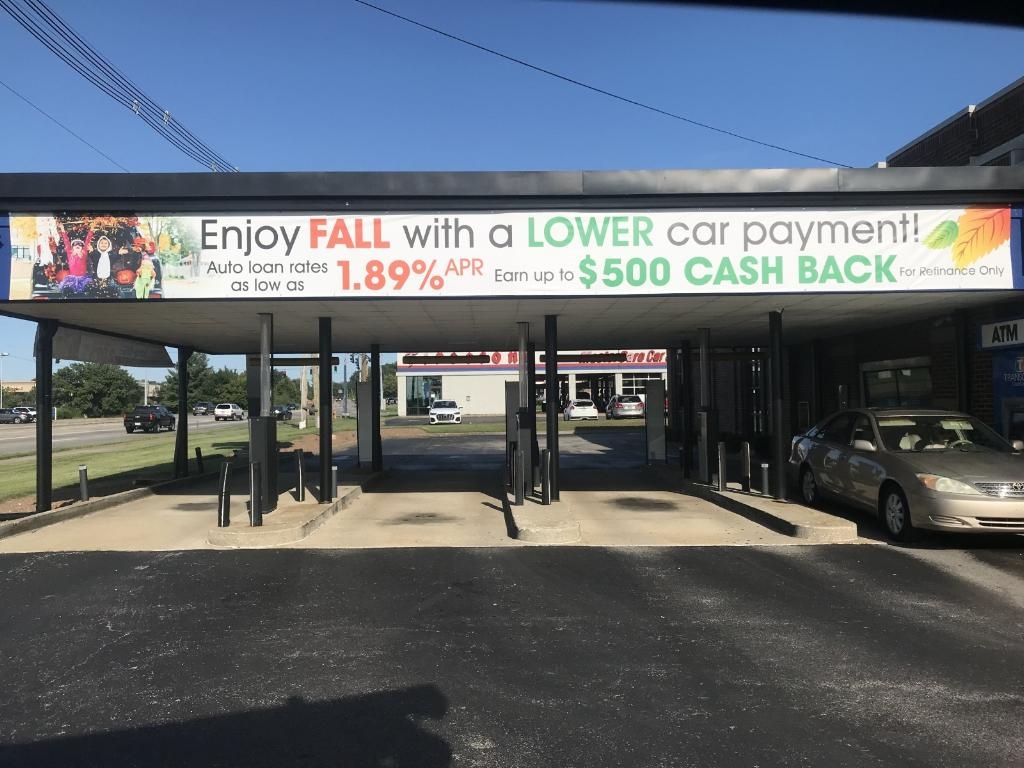 Enjoy FALL with a LOWER car payment!
Auto loan rates as low as 1.89% APR Earn up to $500 CASH BACK For Refinance Only
ATM